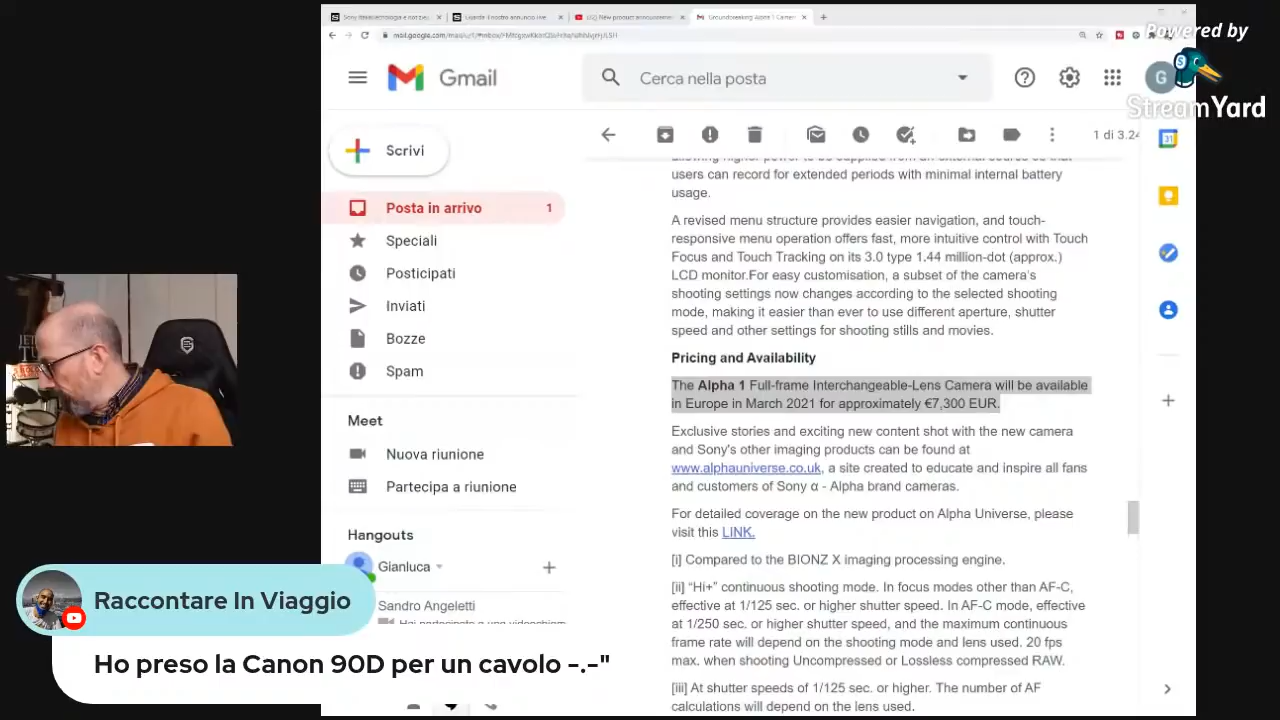 Powered by
StreamYard
Gmail
Cerca nella posta
G
Scrivi
1 di 3.24
Posta in arrivo 1
Speciali
Posticipati
Inviati
Bozze
Spam
Meet
Nuova riunione
Partecipa a riunione
Hangouts
Gianluca
Sandro Angeletti
allowing higher power to be supplied from an external source so that
users can record for extended periods with minimal internal battery
usage.
A revised menu structure provides easier navigation, and touch-
responsive menu operation offers fast, more intuitive control with Touch
Focus and Touch Tracking on its 3.0 type 1.44 million-dot (approx.)
LCD monitor.For easy customisation, a subset of the camera's
shooting settings now changes according to the selected shooting
mode, making it easier than ever to use different aperture, shutter
speed and other settings for shooting stills and movies.
Pricing and Availability
The Alpha 1 Full-frame Interchangeable-Lens Camera will be available
in Europe in March 2021 for approximately €7,300 EUR.
Exclusive stories and exciting new content shot with the new camera
and Sony's other imaging products can be found at
www.alphauniverse.co.uk, a site created to educate and inspire all fans
and customers of Sony α - Alpha brand cameras.
For detailed coverage on the new product on Alpha Universe, please
visit this LINK.
[i] Compared to the BIONZ X imaging processing engine.
[ii] “Hi+” continuous shooting mode. In focus modes other than AF-C,
effective at 1/125 sec. or higher shutter speed. In AF-C mode, effective
at 1/250 sec. or higher shutter speed, and the maximum continuous
frame rate will depend on the shooting mode and lens used. 20 fps
max. when shooting Uncompressed or Lossless compressed RAW.
[iii] At shutter speeds of 1/125 sec. or higher. The number of AF
calculations will depend on the lens used.
Raccontare In Viaggio
Ho preso la Canon 90D per un cavolo -.-"